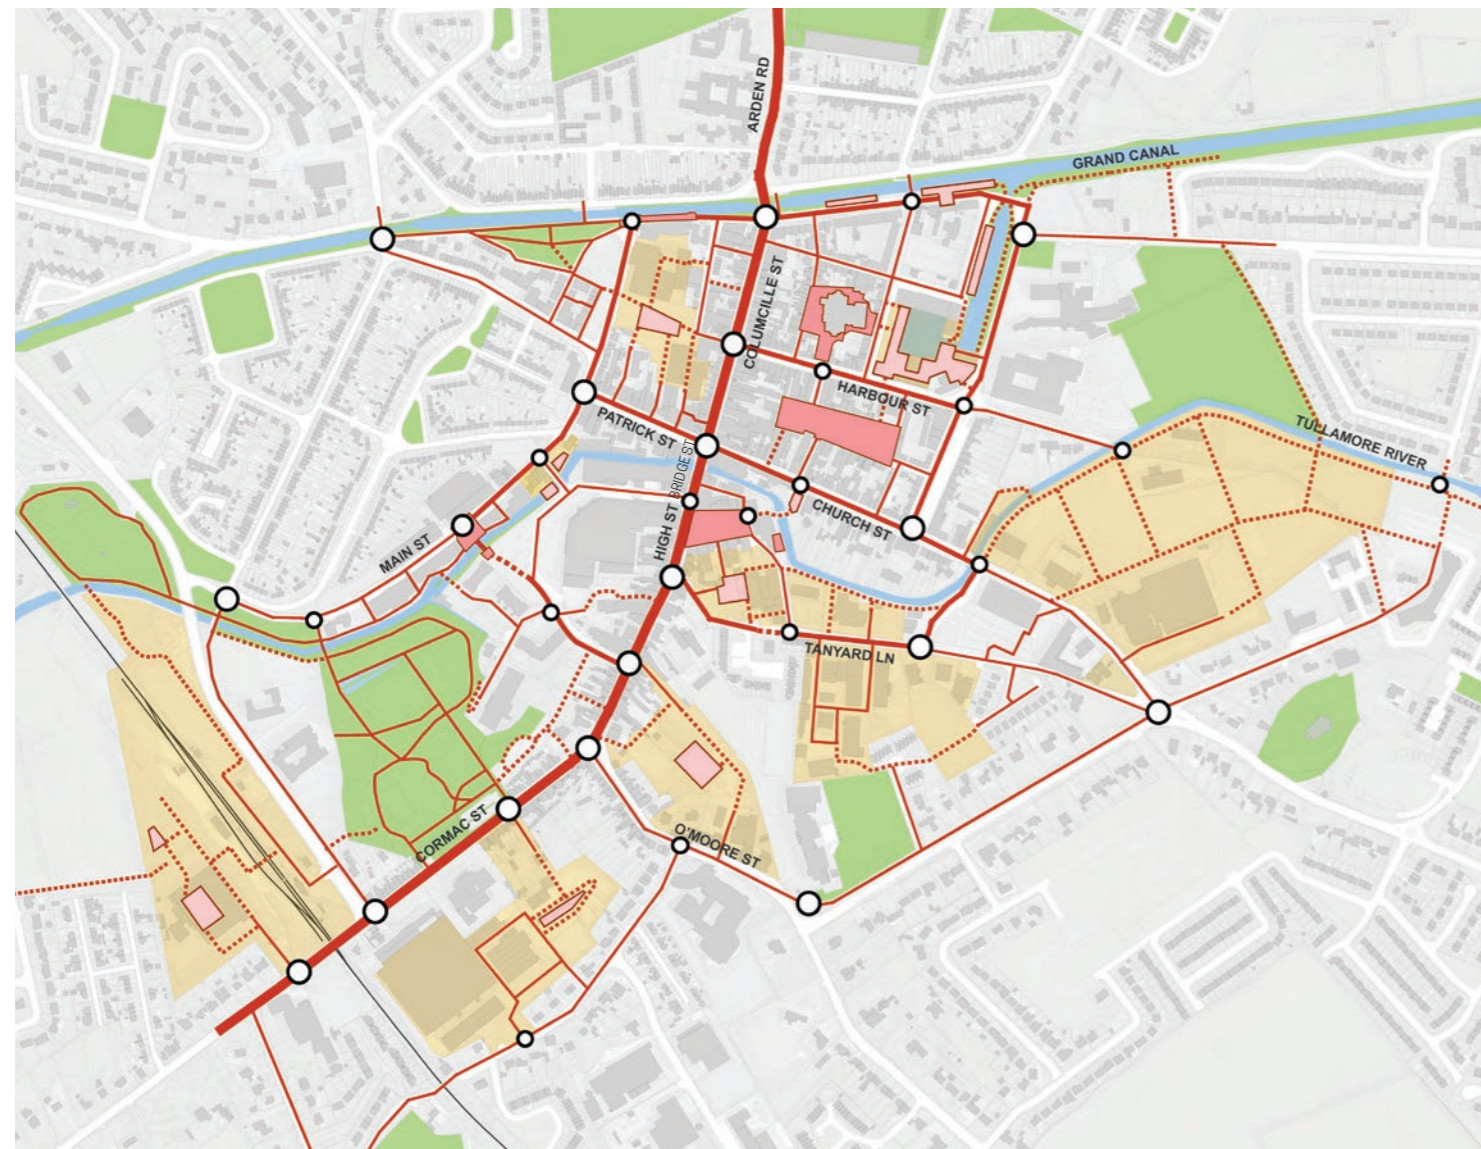 ARDEN RD
GRAND CANAL
COLUMCILLE ST
HARBOUR ST
PATRICK ST
BRIDGE ST
TULLAMORE RIVER
CHURCH ST
HIGH ST
MAIN ST
TANYARD LN
CORMAC ST
O'MOORE ST